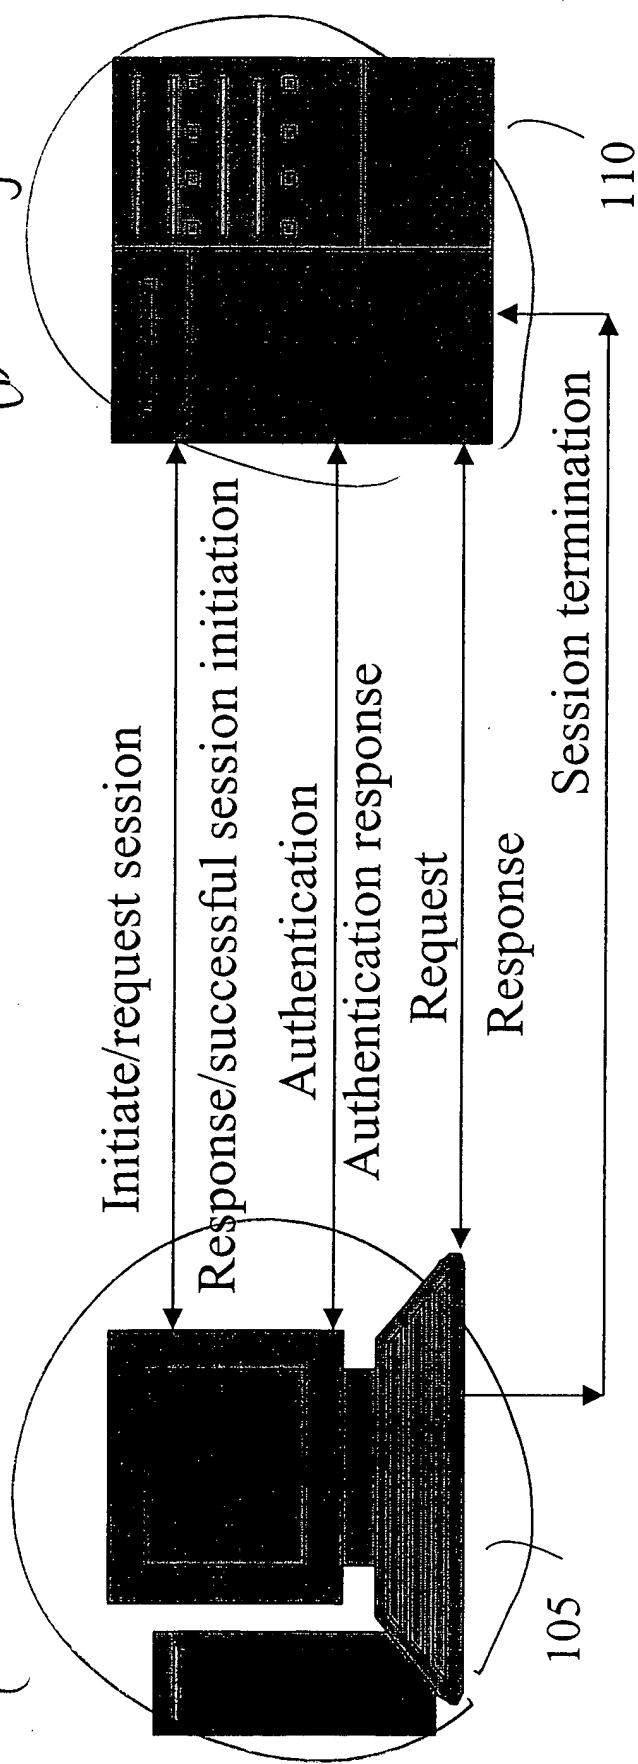 Initiate/request session
Response/successful session initiation
Authentication
Authentication response
Request
Response
Session termination
105
110